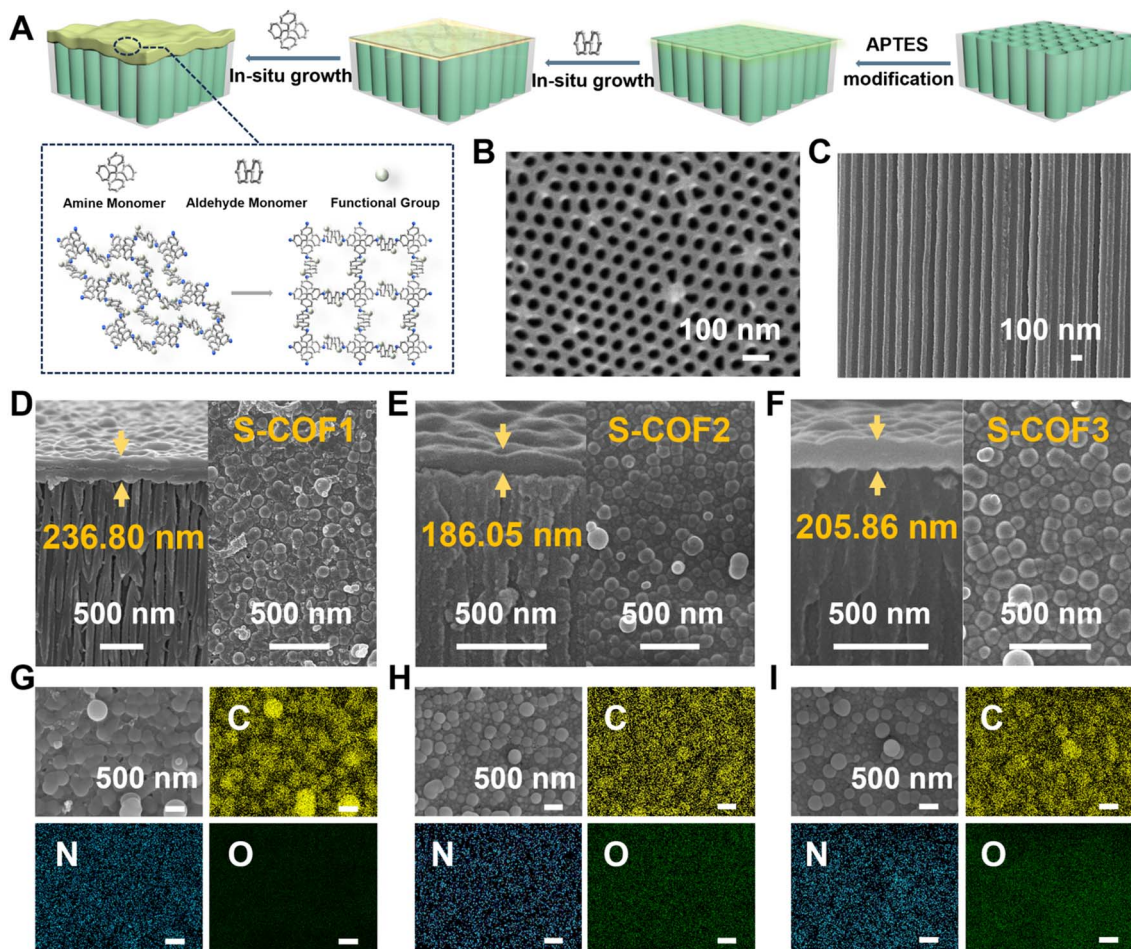 A
In-situ growth
In-situ growth
APTES
modification
Amine Monomer
Aldehyde Monomer
Functional Group
B
100 nm
C
100 nm
D
236.80 nm
500 nm
S-COF1
500 nm
E
186.05 nm
500 nm
S-COF2
500 nm
F
205.86 nm
500 nm
S-COF3
500 nm
G
500 nm
C
N
O
H
500 nm
C
N
O
I
500 nm
C
N
O